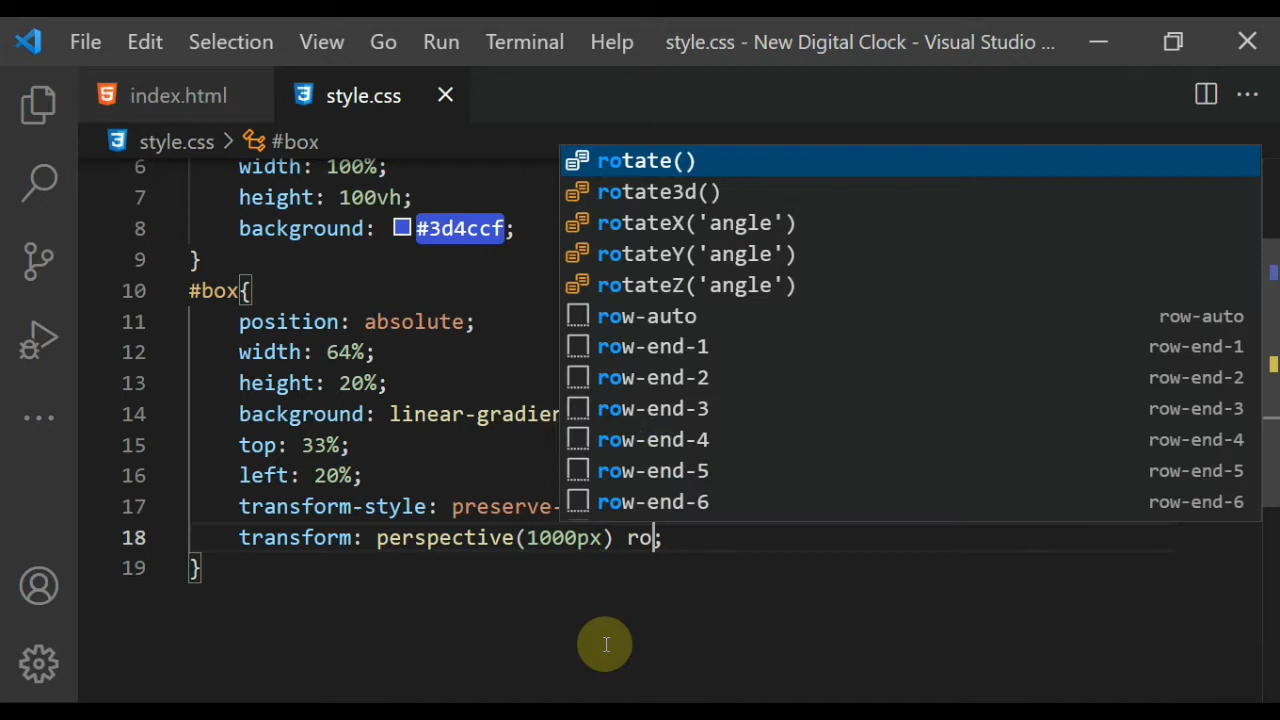 File Edit Selection View Go Run Terminal Help style.css - New Digital Clock - Visual Studio ...
index.html style.css
style.css > #box
6 width: 100%;
7 height: 100vh;
8 background: #3d4ccf;
9 }
10 #box{
11 position: absolute;
12 width: 64%;
13 height: 20%;
14 background: linear-gradien
15 top: 33%;
16 left: 20%;
17 transform-style: preserve-
18 transform: perspective(1000px) ro;
19 }
rotate()
rotate3d()
rotateX('angle')
rotateY('angle')
rotateZ('angle')
row-auto row-auto
row-end-1 row-end-1
row-end-2 row-end-2
row-end-3 row-end-3
row-end-4 row-end-4
row-end-5 row-end-5
row-end-6 row-end-6